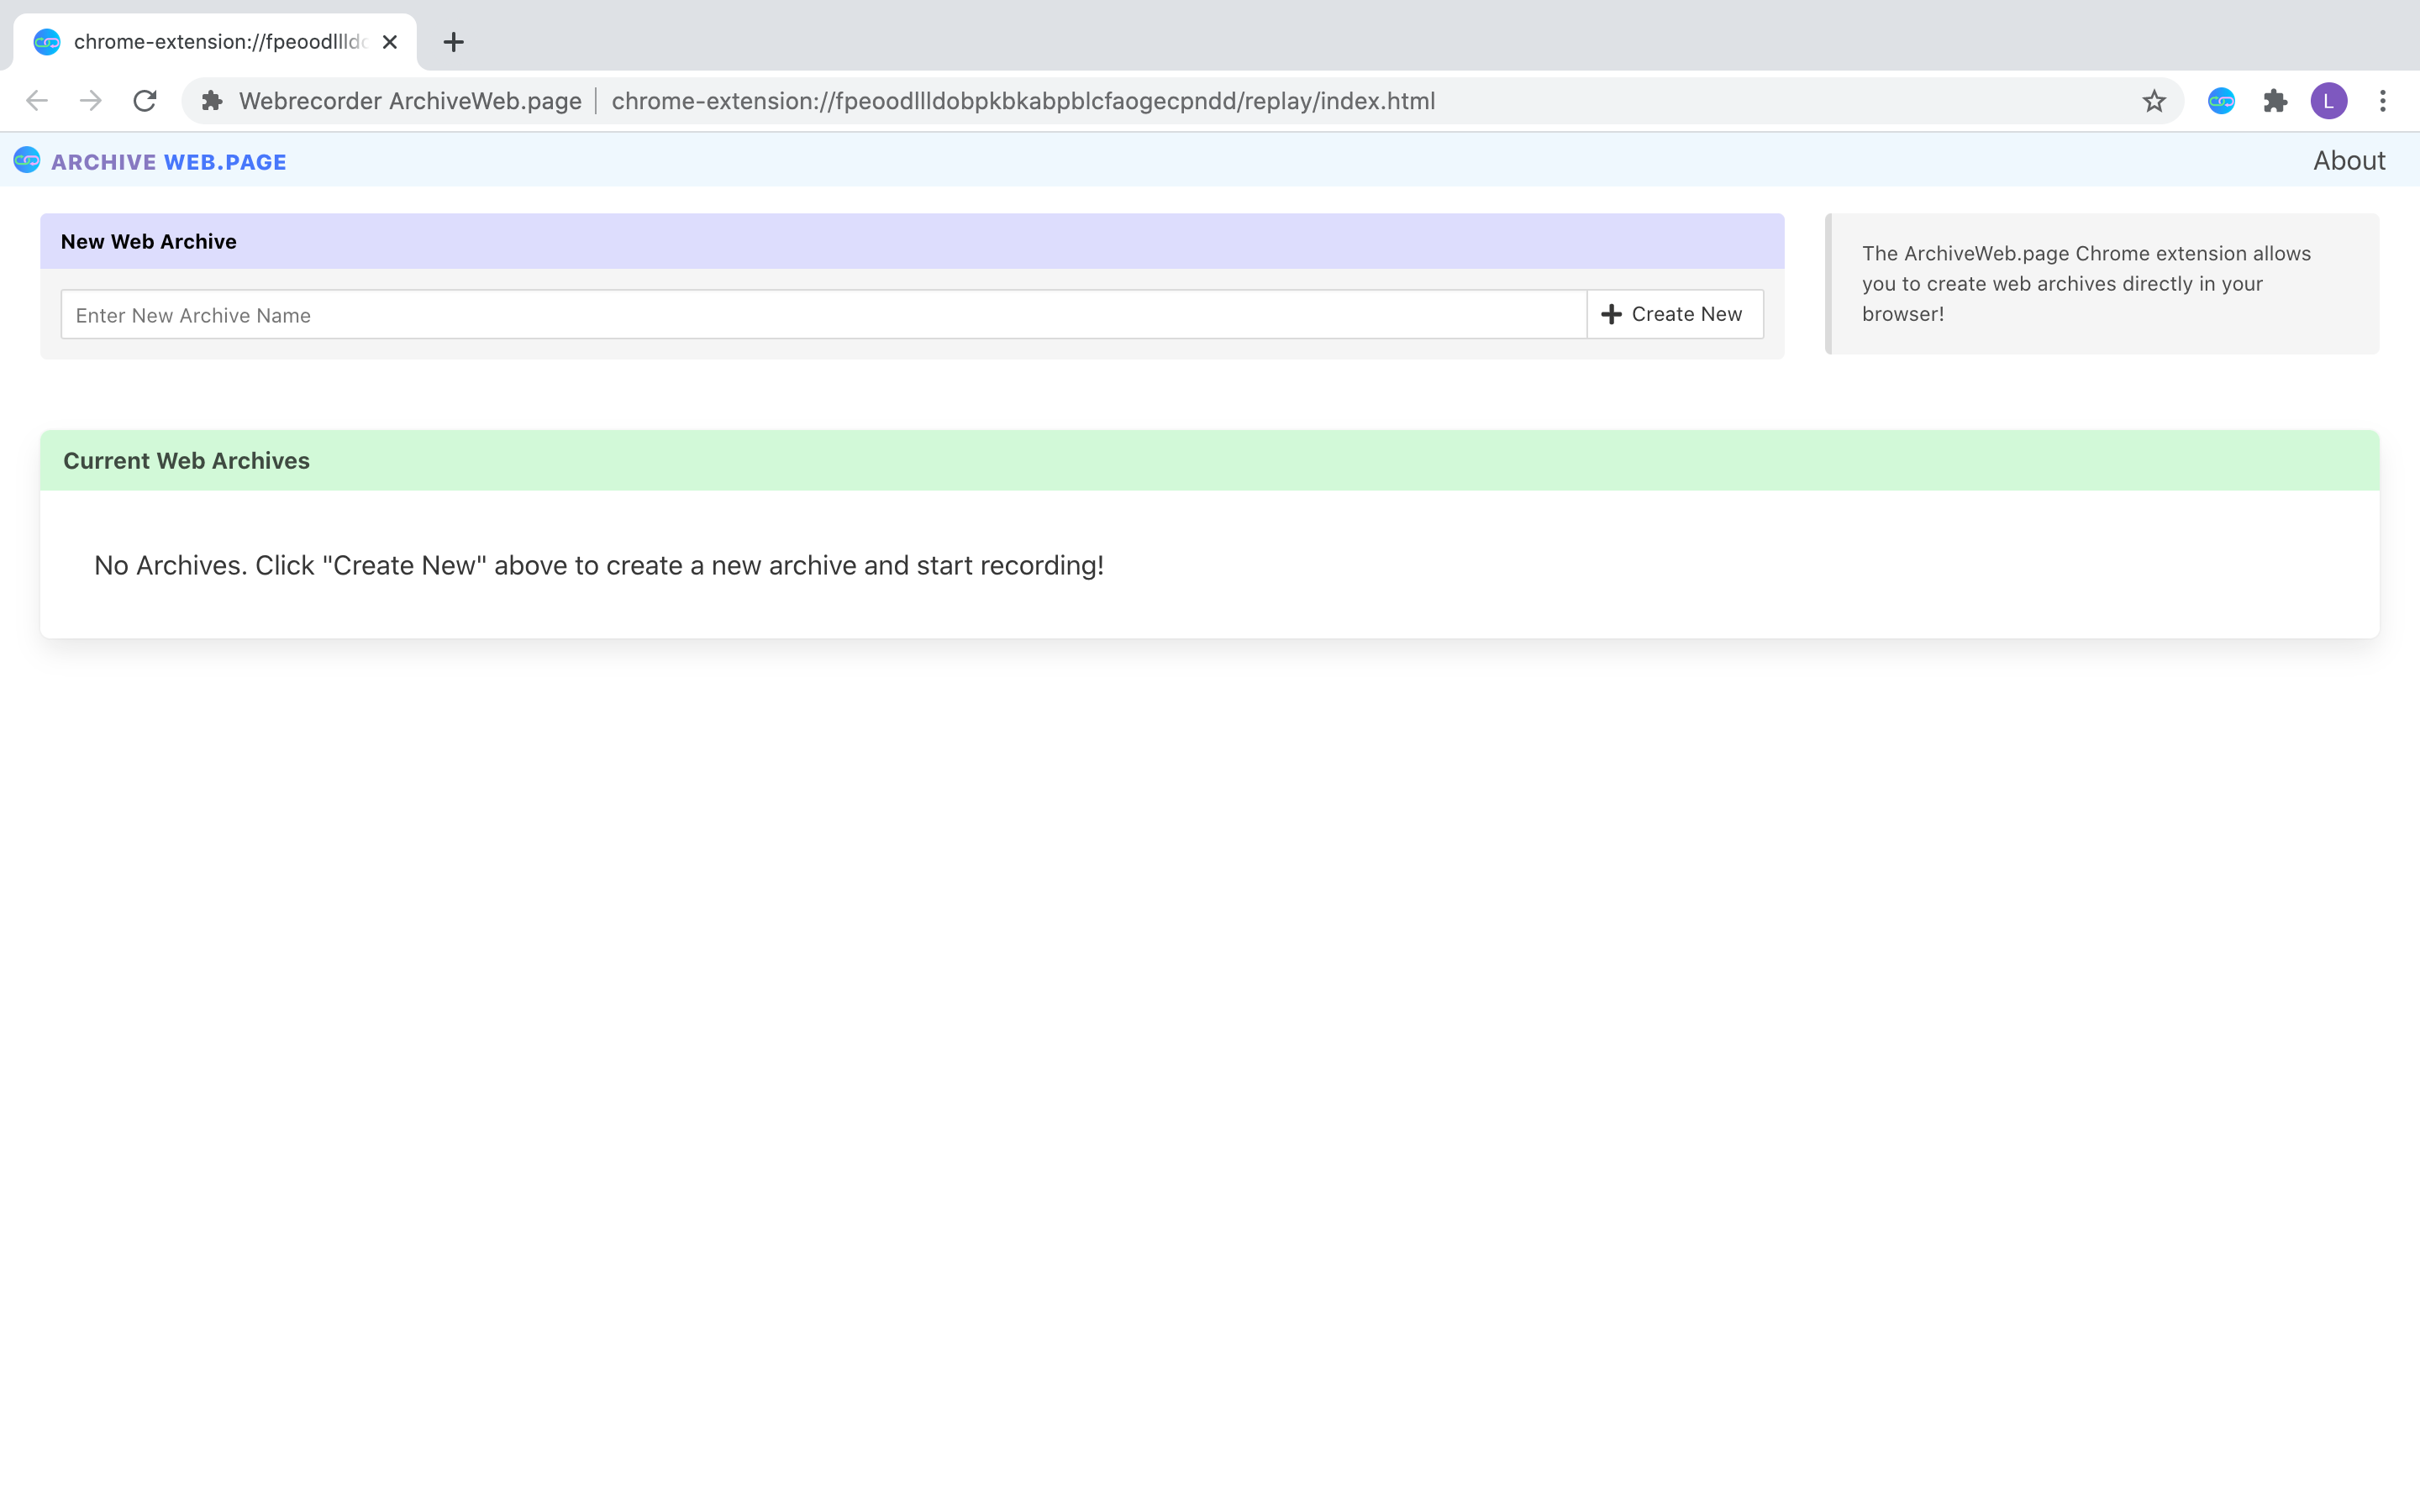 chrome-extension://fpeoodllld
Webrecorder ArchiveWeb.page chrome-extension://fpeoodllldobpkbkabpblcfaogecpndd/replay/index.html
L
ARCHIVE WEB.PAGE
About
New Web Archive
Enter New Archive Name
Create New
The ArchiveWeb.page Chrome extension allows
you to create web archives directly in your
browser!
Current Web Archives
No Archives. Click "Create New" above to create a new archive and start recording!